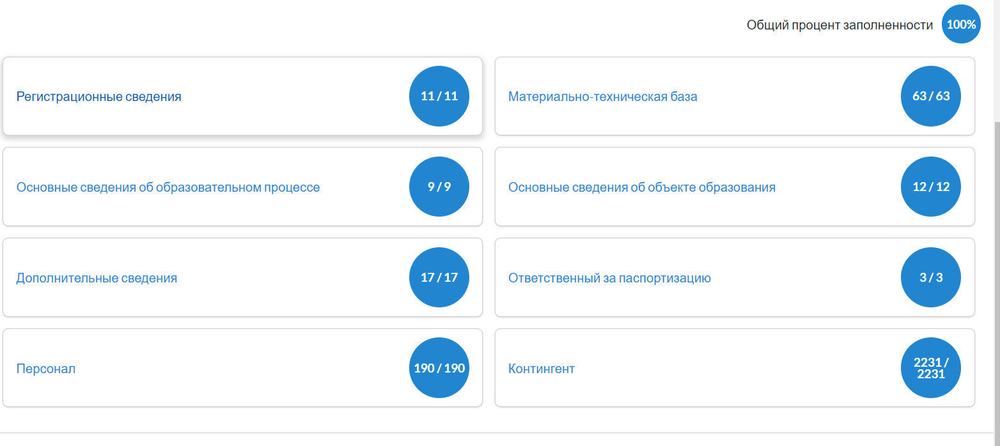 Общий процент заполненности 100%
Регистрационные сведения 11 / 11
Материально-техническая база 63 / 63
Основные сведения об образовательном процессе 9 / 9
Основные сведения об объекте образования 12 / 12
Дополнительные сведения 17 / 17
Ответственный за паспортизацию 3 / 3
Персонал 190 / 190
Контингент 2231 /
2231